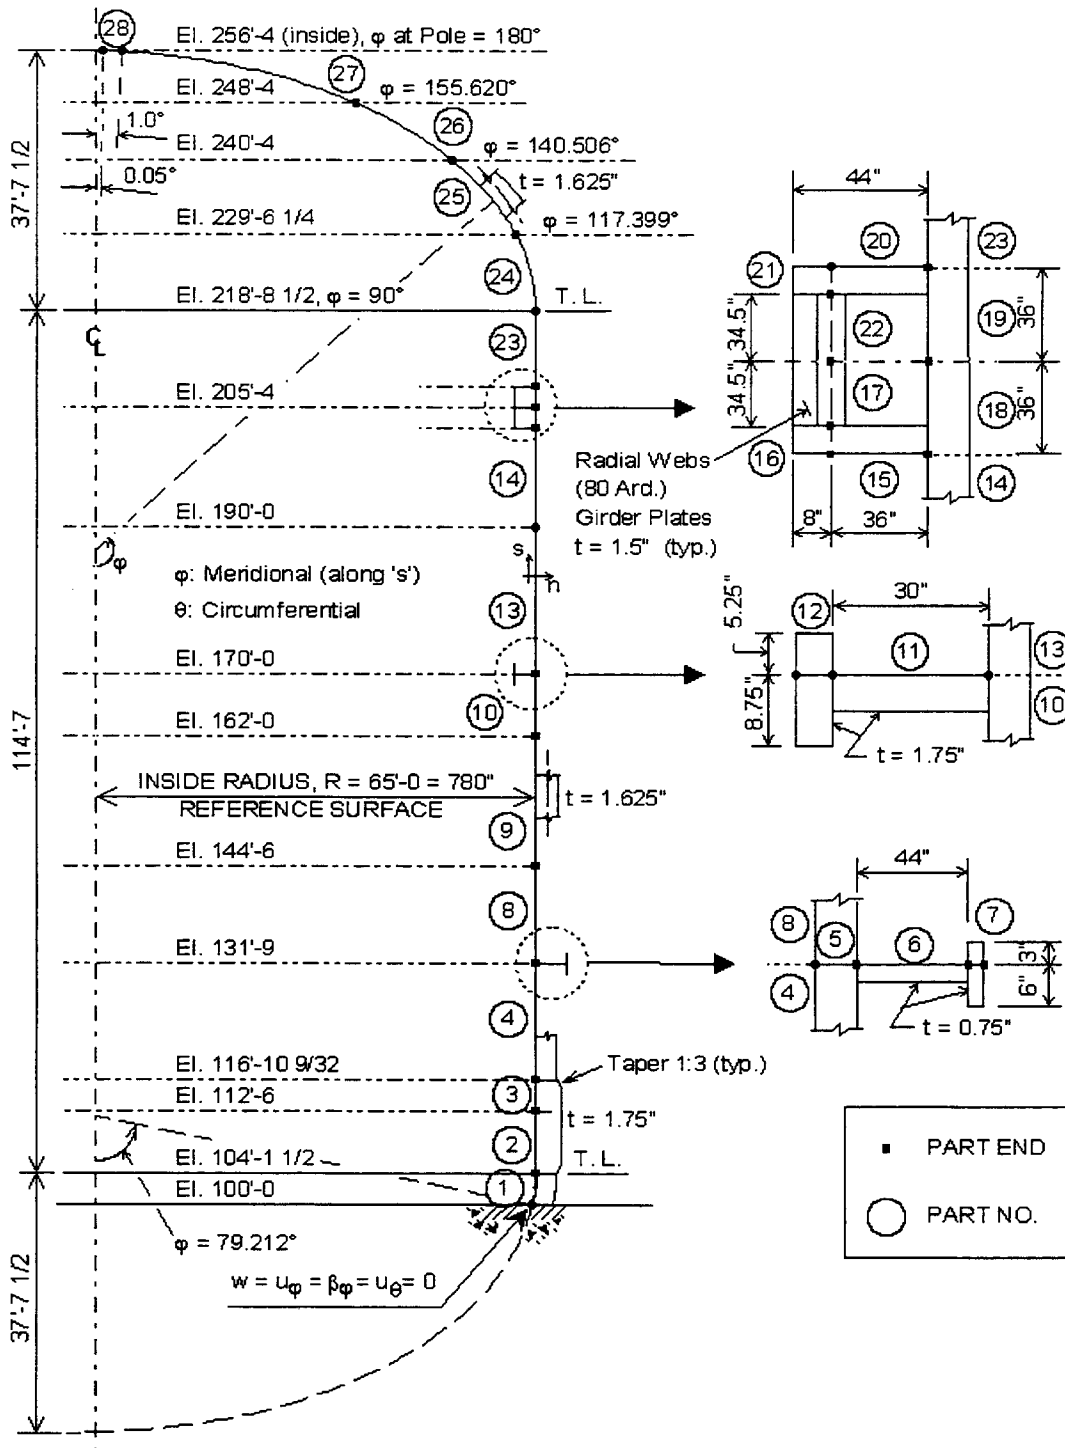 28
El. 256'-4 (inside), φ at Pole = 180°
27
El. 248'-4
φ = 155.620°
1.0°
26
El. 240'-4
φ = 140.506°
0.05°
25
t = 1.625"
El. 229'-6 1/4
φ = 117.399°
24
37'-7 1/2
El. 218'-8 1/2, φ = 90°
T.L.
℄
23
El. 205'-4
14
El. 190'-0
φ
φ: Meridional (along 's')
θ: Circumferential
s
n
13
El. 170'-0
10
El. 162'-0
114'-7
INSIDE RADIUS, R = 65'-0 = 780"
REFERENCE SURFACE
t = 1.625"
9
El. 144'-6
8
El. 131'-9
4
El. 116'-10 9/32
Taper 1:3 (typ.)
3
El. 112'-6
t = 1.75"
2
El. 104'-1 1/2
T.L.
1
El. 100'-0
φ = 79.212°
w = uφ = βφ = uθ = 0
37'-7 1/2
44"
20
23
21
34.5"
22
19
36"
34.5"
17
18
36"
16
15
14
Radial Webs
(80 Ard.)
Girder Plates
t = 1.5" (typ.)
8"
36"
5.25"
30"
12
11
13
10
8.75"
t = 1.75"
44"
8
5
6
7
3"
4
6"
t = 0.75"
PART END
PART NO.